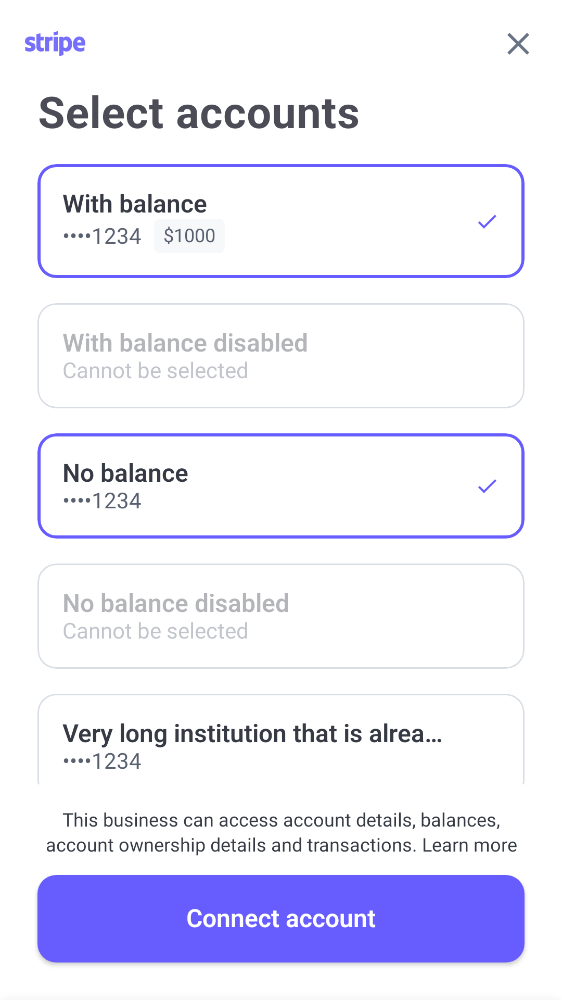 stripe
Select accounts
With balance
••••1234 $1000
With balance disabled
Cannot be selected
No balance
••••1234
No balance disabled
Cannot be selected
Very long institution that is alrea…
••••1234
This business can access account details, balances,
account ownership details and transactions. Learn more
Connect account